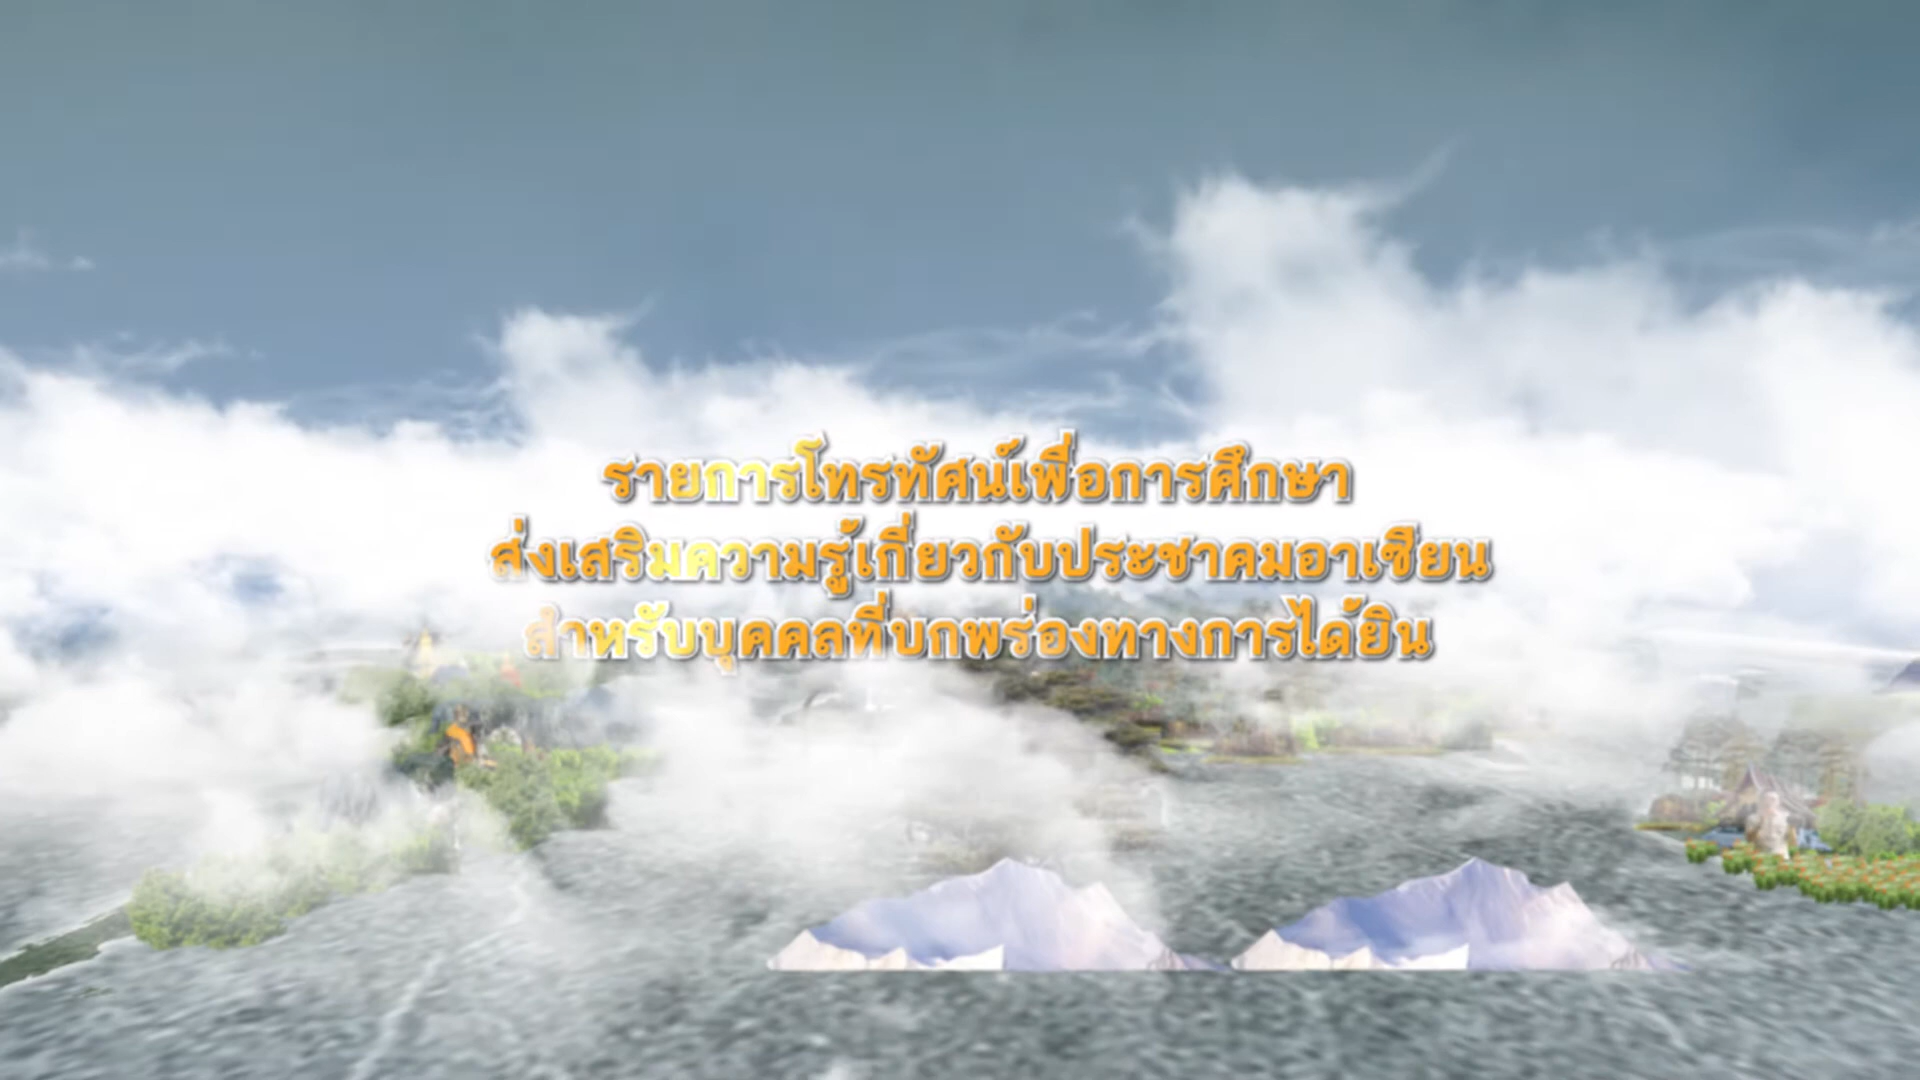 รายการโทรทัศน์เพื่อการศึกษา
ส่งเสริมความรู้เกี่ยวกับประชาคมอาเซียน
สำหรับบุคคลที่บกพร่องทางการได้ยิน